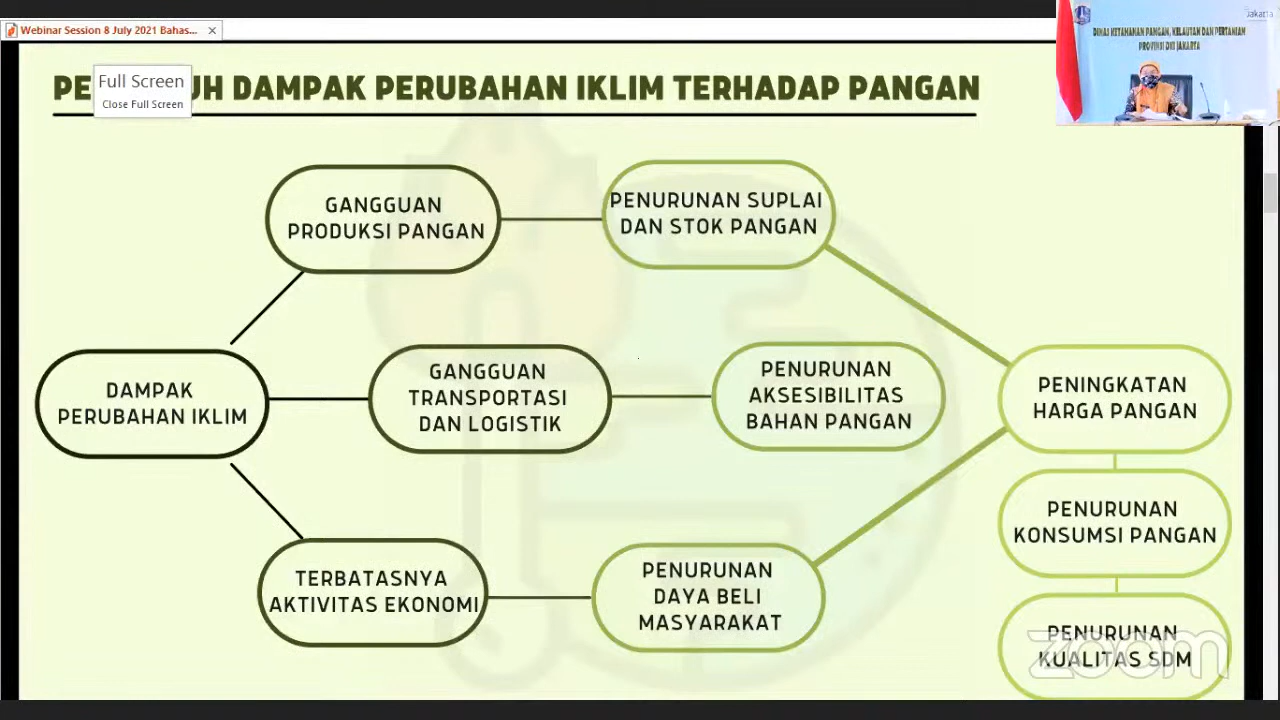 Webinar Session 8 July 2021 Bahas...
Jakarta
DINAS KETAHANAN PANGAN, KELAUTAN DAN PERTANIAN
PROVINSI DKI JAKARTA
Full Screen
Close Full Screen
PE UH DAMPAK PERUBAHAN IKLIM TERHADAP PANGAN
GANGGUAN
PRODUKSI PANGAN
PENURUNAN SUPLAI
DAN STOK PANGAN
DAMPAK
PERUBAHAN IKLIM
GANGGUAN
TRANSPORTASI
DAN LOGISTIK
PENURUNAN
AKSESIBILITAS
BAHAN PANGAN
PENINGKATAN
HARGA PANGAN
PENURUNAN
KONSUMSI PANGAN
TERBATASNYA
AKTIVITAS EKONOMI
PENURUNAN
DAYA BELI
MASYARAKAT
PENURUNAN
KUALITAS SDM
zoom